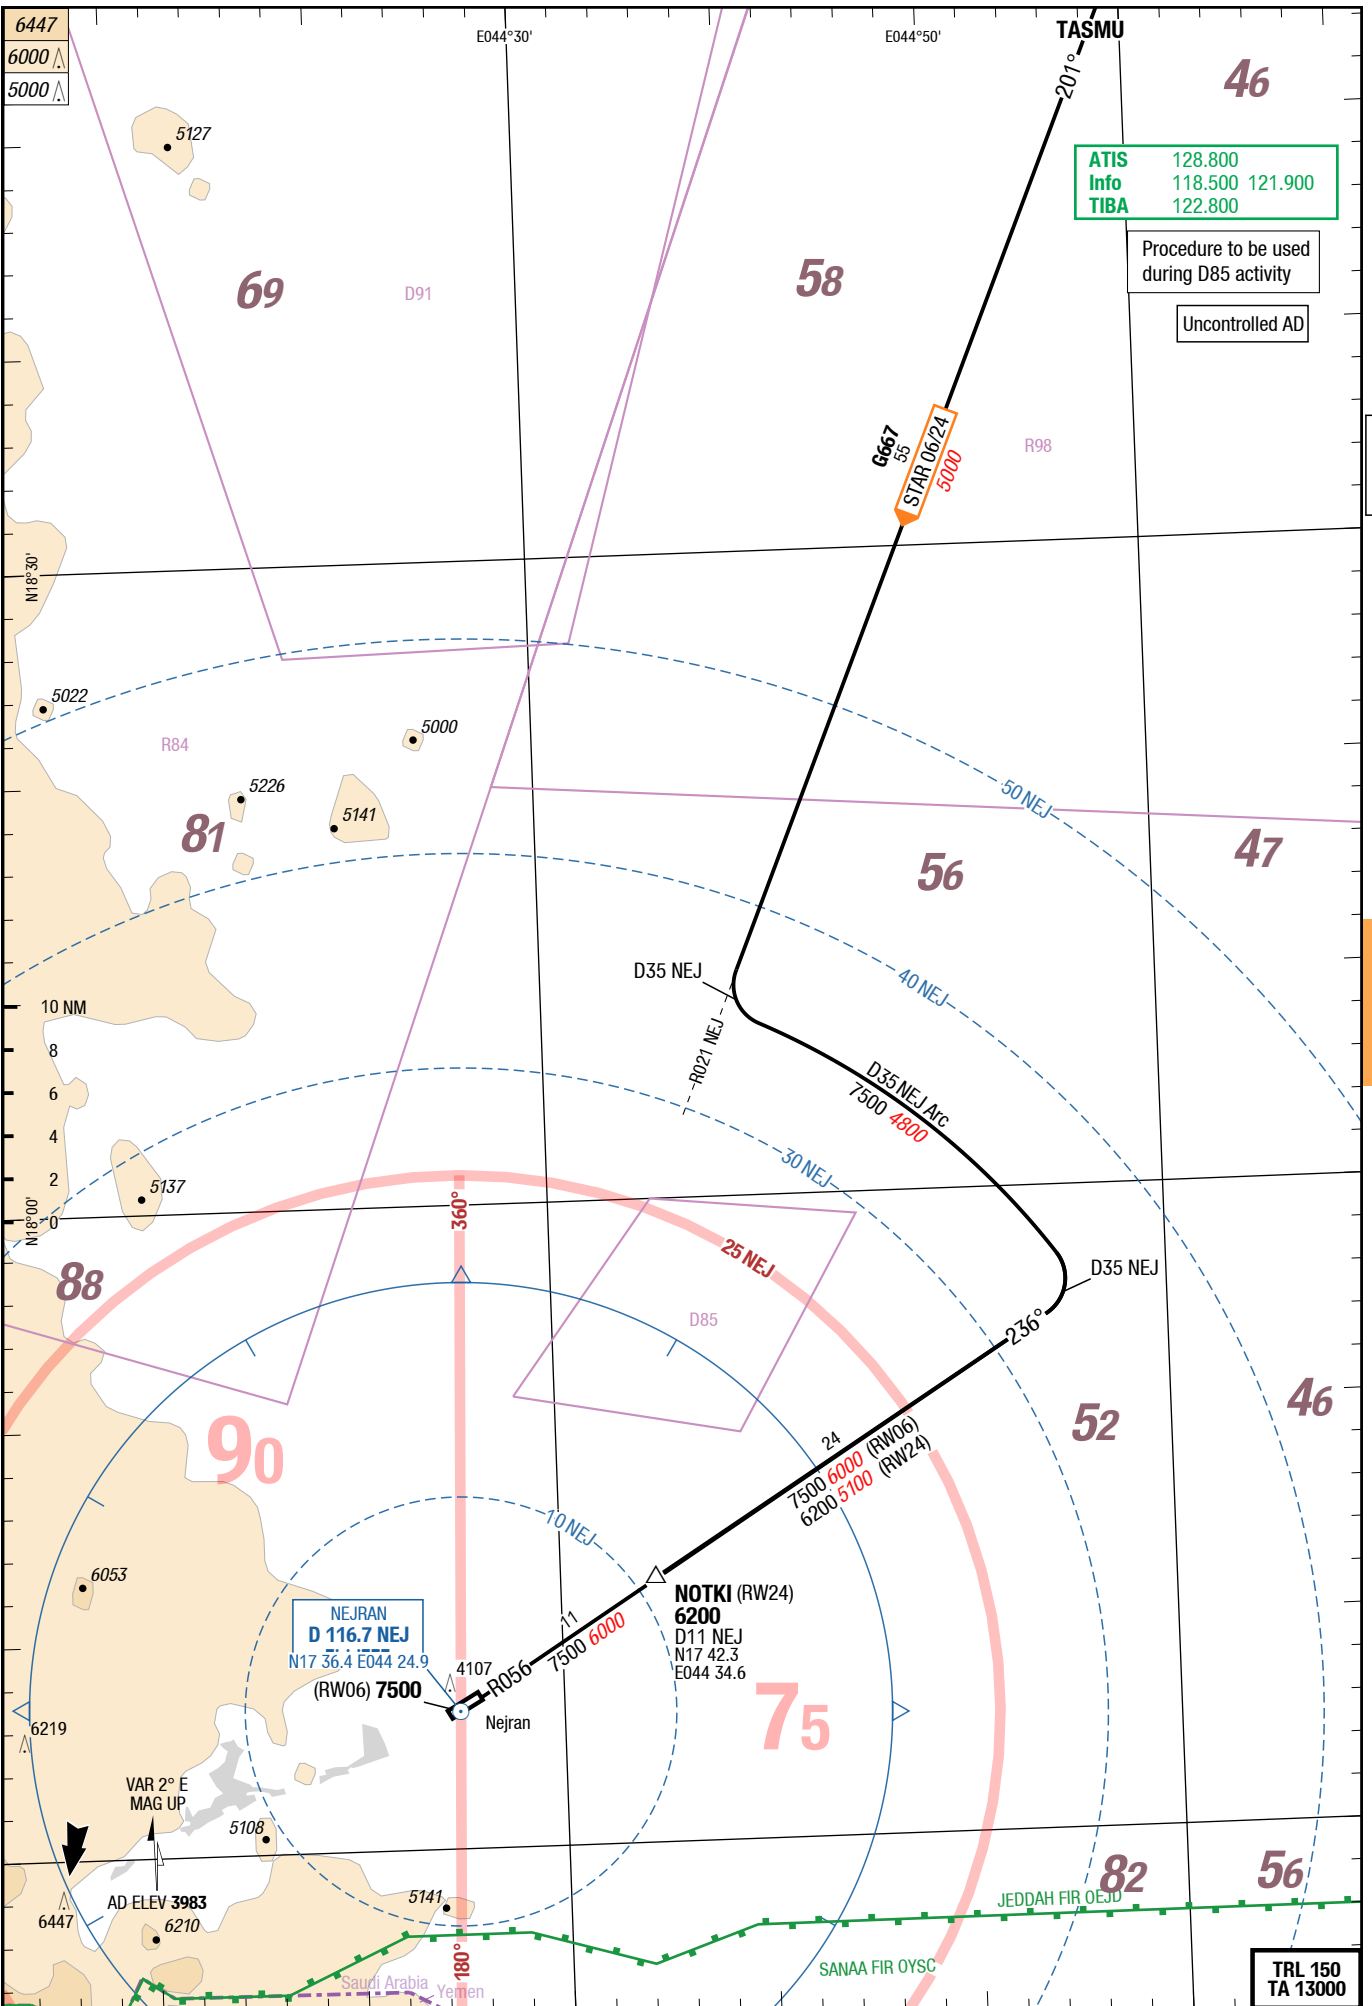 6447
6000
5000
E044°30'
E044°50'
TASMU
201°
46
5127
ATIS 128.800
Info 118.500 121.900
TIBA 122.800
Procedure to be used
during D85 activity
Uncontrolled AD
69
D91
58
G667
55
STAR 06/24
5000
R98
N18°30'
5022
R84
5000
5226
5141
81
50 NEJ
56
47
D35 NEJ
40 NEJ
10 NM
8
6
4
2
0
R021 NEJ
D35 NEJ Arc
7500 4800
30 NEJ
5137
N18°00'
360°
25 NEJ
88
D35 NEJ
D85
236°
46
52
90
24
7500 6000 (RW06)
6200 5100 (RW24)
10 NEJ
6053
NOTKI (RW24)
6200
D11 NEJ
N17 42.3
E044 34.6
NEJRAN
D 116.7 NEJ
N17 36.4 E044 24.9
11
7500 6000
4107
R056
(RW06) 7500
Nejran
75
6219
VAR 2° E
MAG UP
5108
82
56
AD ELEV 3983
5141
6447
6210
JEDDAH FIR OEJD
180°
SANAA FIR OYSC
Saudi Arabia
Yemen
TRL 150
TA 13000